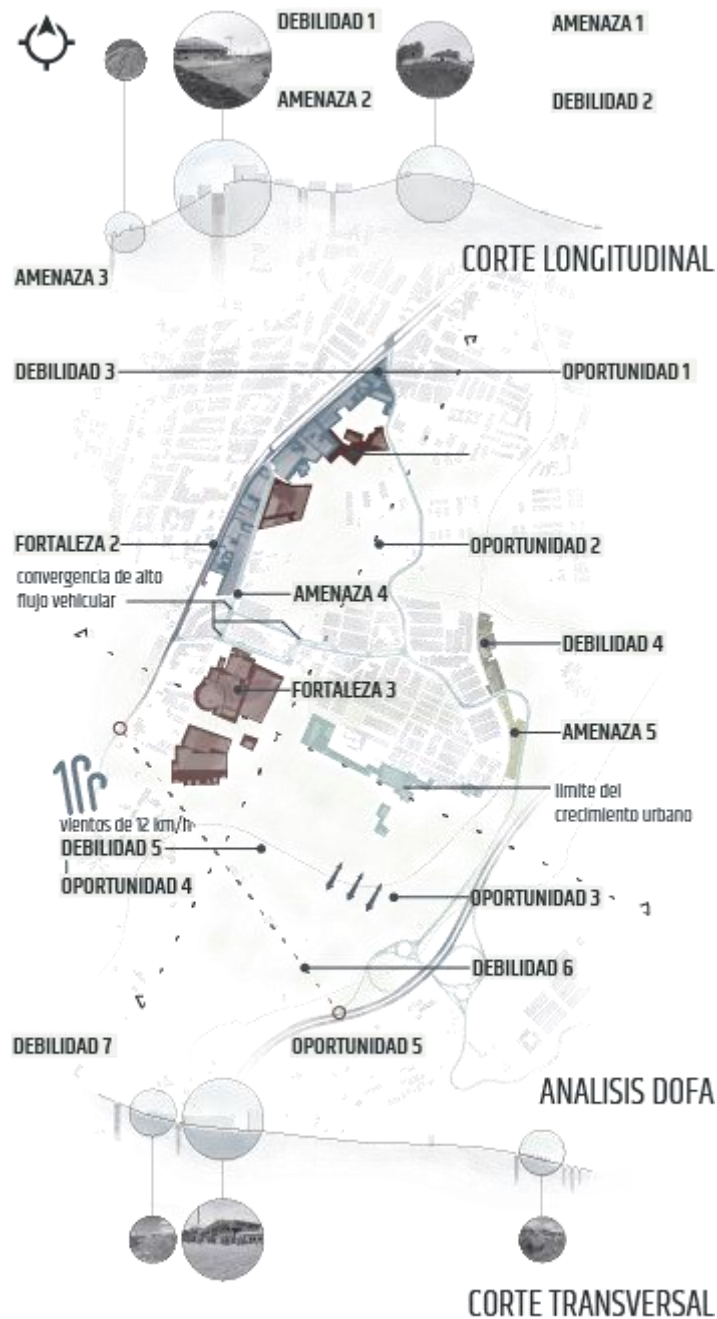 DEBILIDAD 1
AMENAZA 1
AMENAZA 2
DEBILIDAD 2
CORTE LONGITUDINAL
AMENAZA 3
DEBILIDAD 3
OPORTUNIDAD 1
FORTALEZA 2
OPORTUNIDAD 2
convergencia de alto
flujo vehicular
AMENAZA 4
DEBILIDAD 4
FORTALEZA 3
AMENAZA 5
limite del
crecimiento urbano
vientos de 12 km/h
DEBILIDAD 5
OPORTUNIDAD 4
OPORTUNIDAD 3
DEBILIDAD 6
DEBILIDAD 7
OPORTUNIDAD 5
ANALISIS DOFA
CORTE TRANSVERSAL